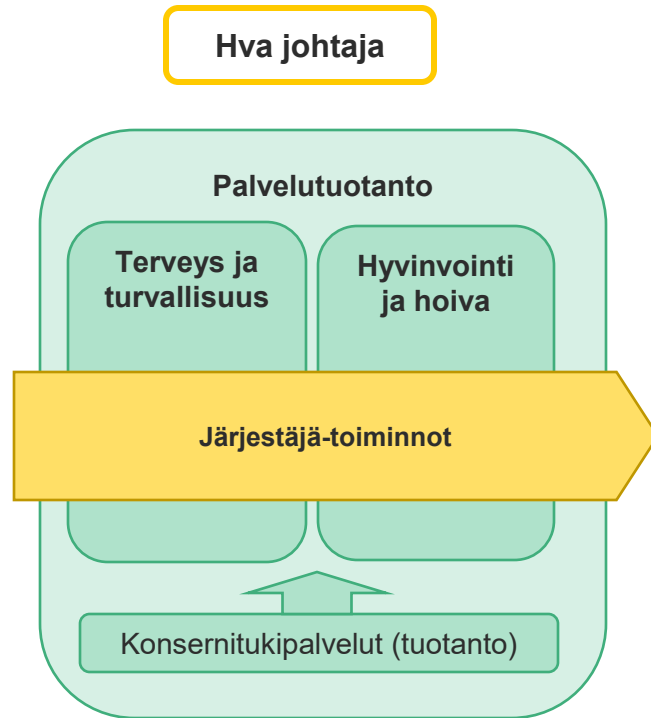 Hva johtaja
Palvelutuotanto
Terveys ja
turvallisuus
Hyvinvointi
ja hoiva
Järjestäjä-toiminnot
Konsernitukipalvelut (tuotanto)